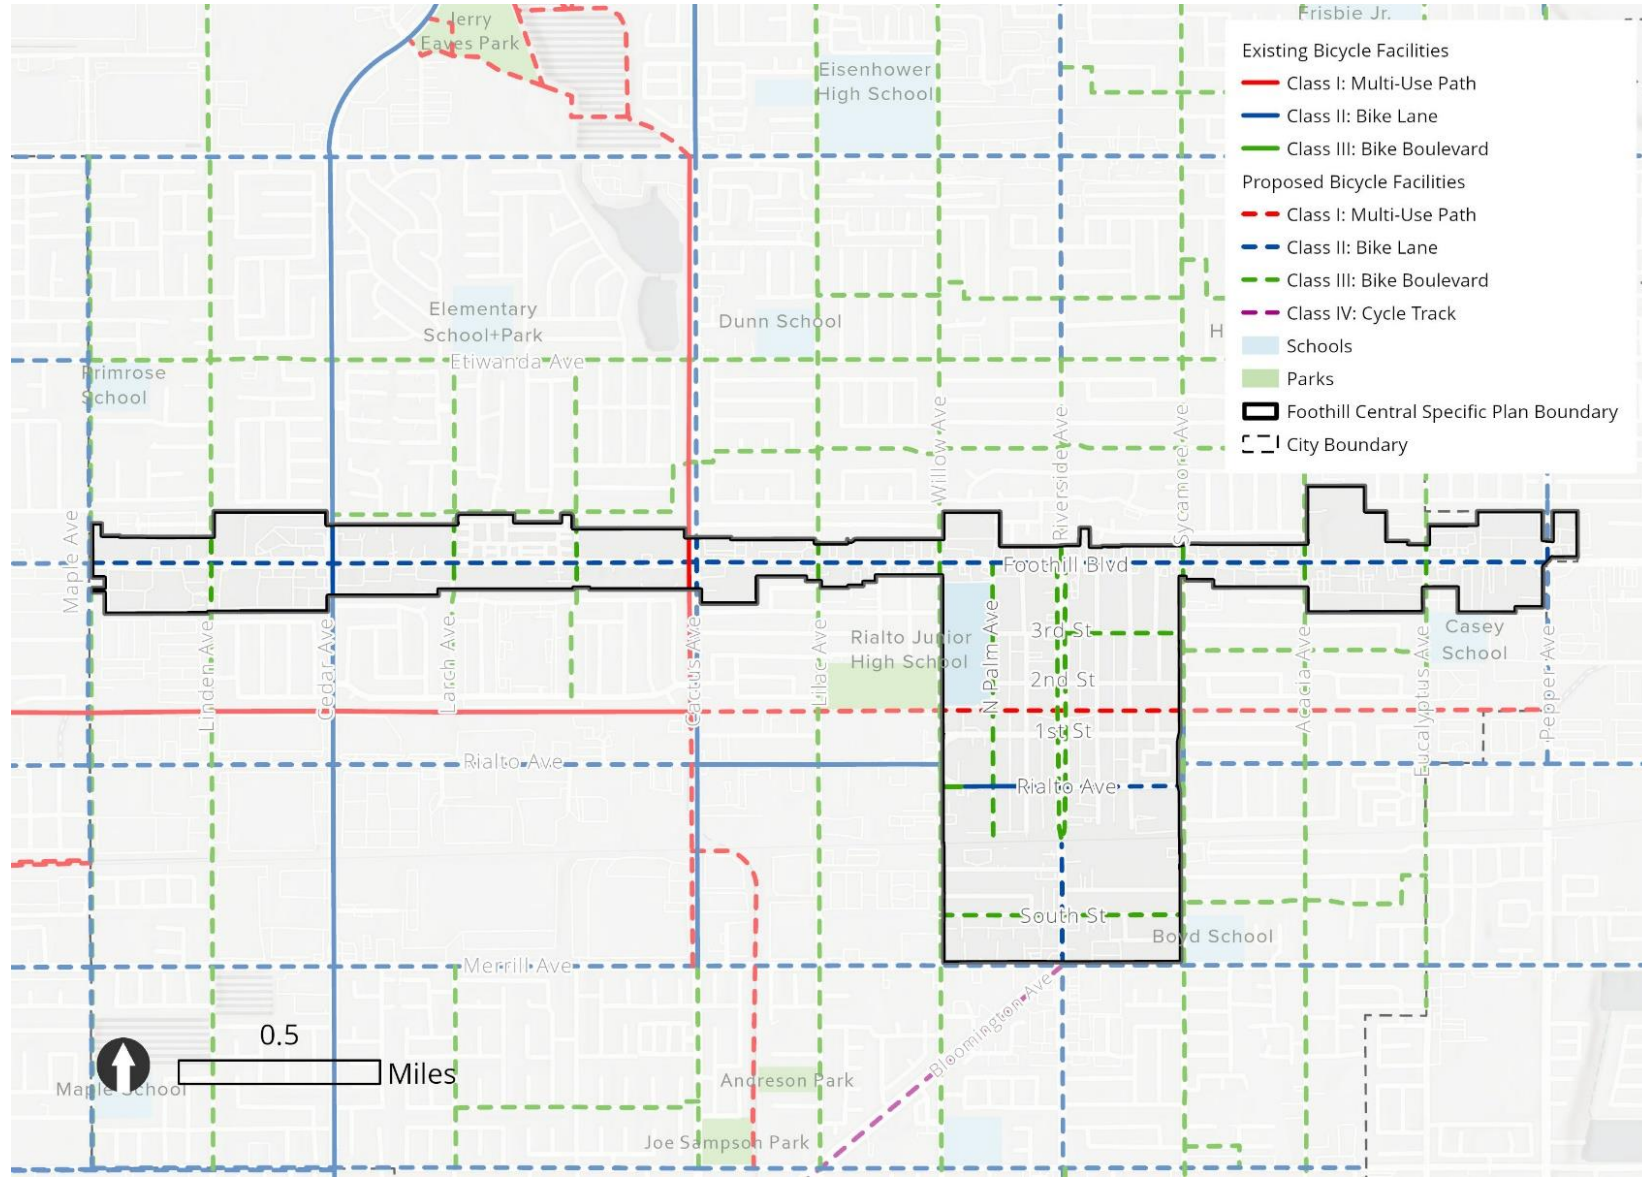 Jerry
Eaves Park
Frisbie Jr.
Eisenhower
High School
Existing Bicycle Facilities
Class I: Multi-Use Path
Class II: Bike Lane
Class III: Bike Boulevard
Proposed Bicycle Facilities
Class I: Multi-Use Path
Class II: Bike Lane
Class III: Bike Boulevard
Class IV: Cycle Track
Schools
Parks
Foothill Central Specific Plan Boundary
City Boundary
Elementary
School+Park
Dunn School
H
Etiwanda Ave
Primrose
School
Willow Ave
Riverside Ave
Sycamore Ave
Maple Ave
Foothill Blvd
Linden Ave
Cedar Ave
Larch Ave
Cactus Ave
Lilac Ave
Rialto Junior
High School
N Palm Ave
3rd St
2nd St
1st St
Acacia Ave
Eucalyptus Ave
Casey
School
Pepper Ave
Rialto Ave
Rialto Ave
South St
Boyd School
Merrill Ave
Bloomington Ave
0.5
Miles
Maple School
Andreson Park
Joe Sampson Park